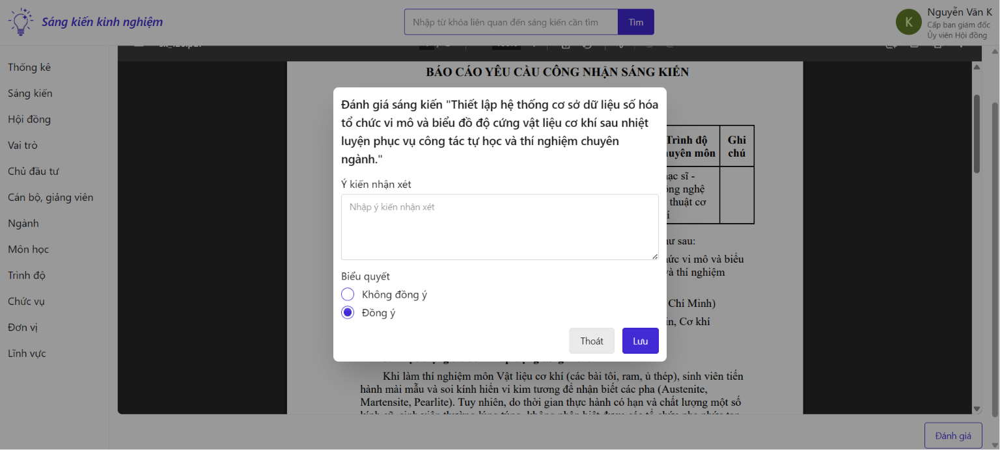 Sáng kiến kinh nghiệm
Nhập từ khóa liên quan đến sáng kiến cần tìm
Tìm
K
Nguyễn Văn K
Cấp ban giám đốc
Ủy viên Hội đồng
Thống kê
Sáng kiến
Hội đồng
Vai trò
Chủ đầu tư
Cán bộ, giảng viên
Ngành
Môn học
Trình độ
Chức vụ
Đơn vị
Lĩnh vực
BÁO CÁO YÊU CẦU CÔNG NHẬN SÁNG KIẾN
Trình độ
Ghi
chú
môn
sĩ -
nghệ
thuật cơ
sau:
vi mô và biểu
và thí nghiệm
Chí Minh)
Cơ khí
Đánh giá sáng kiến "Thiết lập hệ thống cơ sở dữ liệu số hóa
tổ chức vi mô và biểu đồ độ cứng vật liệu cơ khí sau nhiệt
luyện phục vụ công tác tự học và thí nghiệm chuyên
ngành."
Ý kiến nhận xét
Nhập ý kiến nhận xét
Biểu quyết
Không đồng ý
Đồng ý
Thoát
Lưu
Khi làm thí nghiệm môn Vật liệu cơ khí (các bài tôi, ram, ủ thép), sinh viên tiến
hành mài mẫu và soi kính hiển vi kim tương để nhận biết các pha (Austenite,
Martensite, Pearlite). Tuy nhiên, do thời gian thực hành có hạn và chất lượng một số
Đánh giá